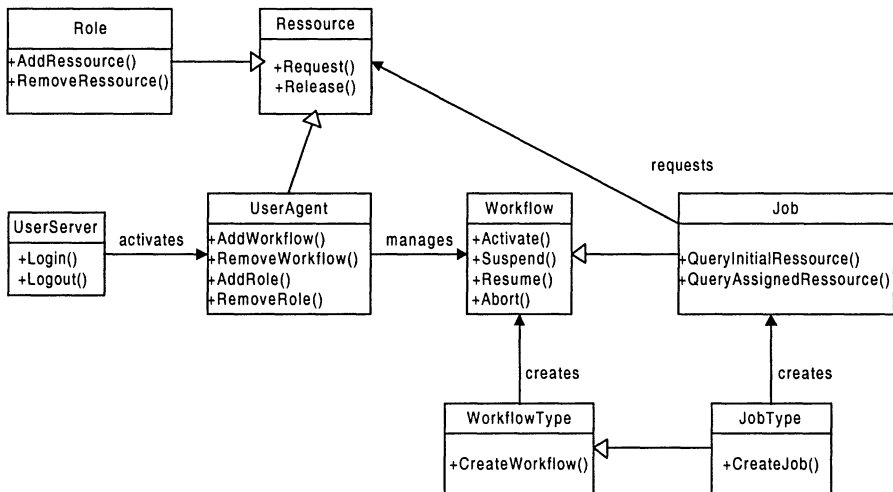 Role
+AddRessource()
+RemoveRessource()
Ressource
+Request()
+Release()
requests
UserServer
+Login()
+Logout()
activates
UserAgent
+AddWorkflow()
+RemoveWorkflow()
+AddRole()
+RemoveRole()
manages
Workflow
+Activate()
+Suspend()
+Resume()
+Abort()
Job
+QueryInitialRessource()
+QueryAssignedRessource()
creates
creates
WorkflowType
+CreateWorkflow()
JobType
+CreateJob()